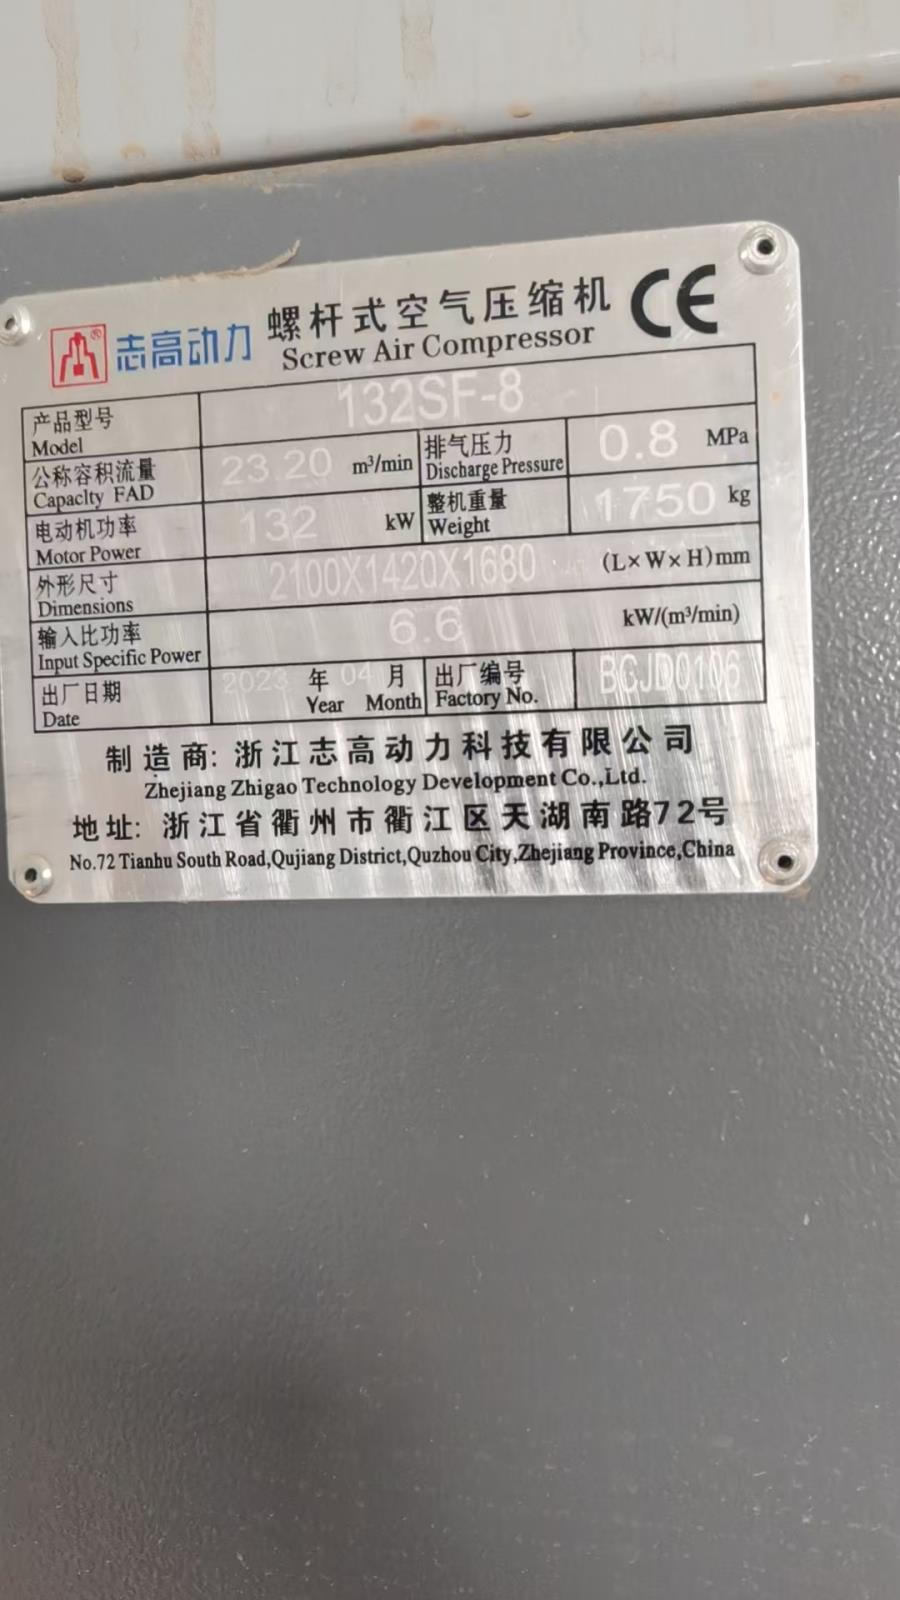 志高动力® 螺杆式空气压缩机 CE
Screw Air Compressor
产品型号 132SF-8
Model
公称容积流量 23.20 m³/min 排气压力 0.8 MPa
Capacity FAD Discharge Pressure
电动机功率 132 kW 整机重量 1750 kg
Motor Power Weight
外形尺寸 2100X1420X1680 (L×W×H)mm
Dimensions
输入比功率 6.6 kW/(m³/min)
Input Specific Power
出厂日期 2023 年 04 月 出厂编号 BCJD0106
Date Year Month Factory No.
制造商: 浙江志高动力科技有限公司
Zhejiang Zhigao Technology Development Co.,Ltd.
地址: 浙江省衢州市衢江区天湖南路72号
No.72 Tianhu South Road,Qujiang District,Quzhou City,Zhejiang Province,China